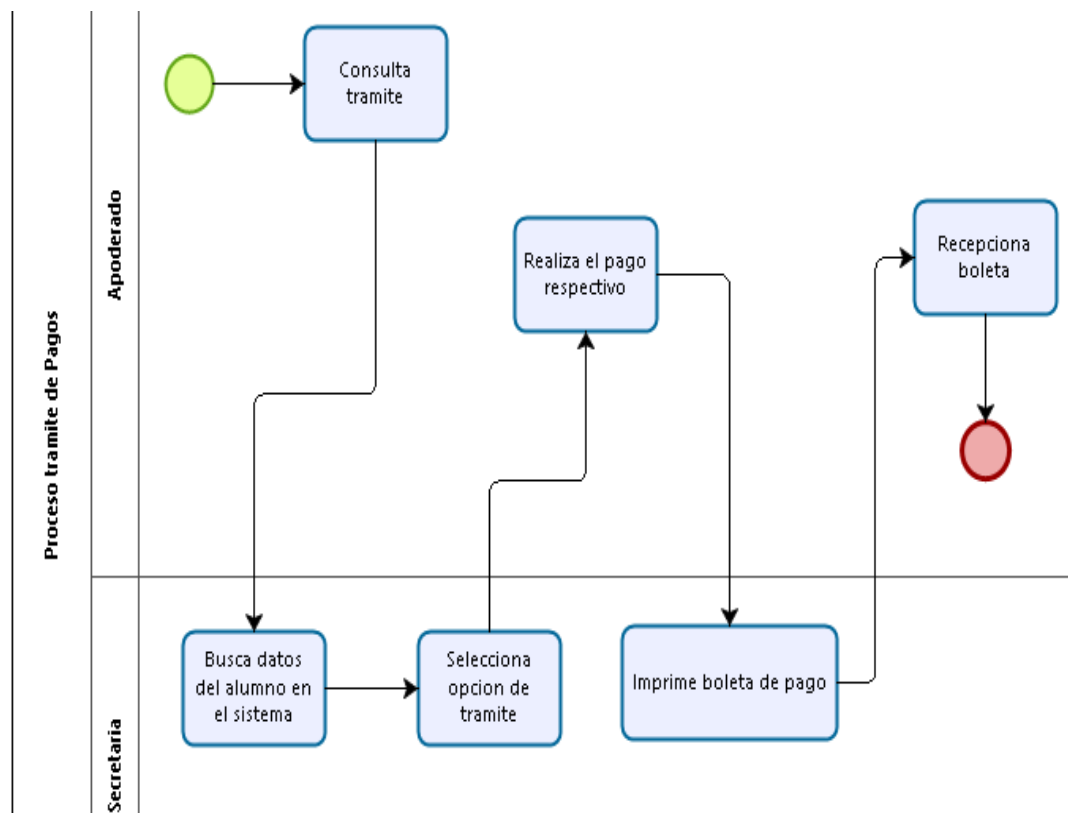 Proceso tramite de Pagos
Apoderado
Consulta
tramite
Realiza el pago
respectivo
Recepciona
boleta
Secretaria
Busca datos
del alumno en
el sistema
Selecciona
opcion de
tramite
Imprime boleta de pago